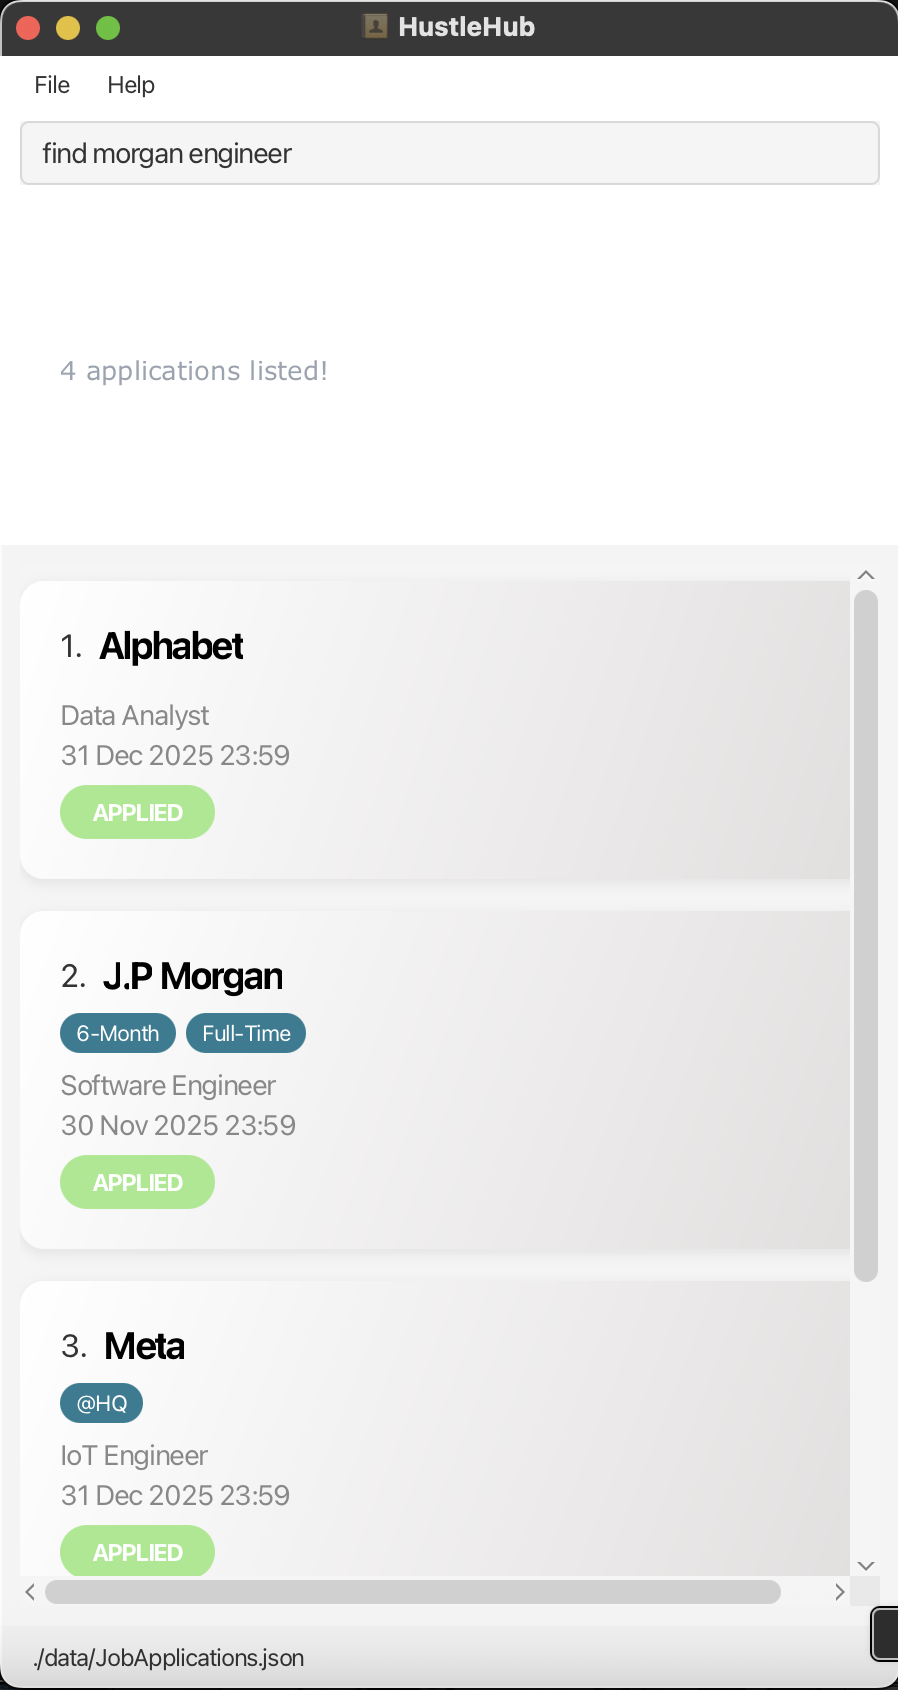 HustleHub
File Help
find morgan engineer
4 applications listed!
1. Alphabet
Data Analyst
31 Dec 2025 23:59
APPLIED
2. J.P Morgan
6-Month Full-Time
Software Engineer
30 Nov 2025 23:59
APPLIED
3. Meta
@HQ
IoT Engineer
31 Dec 2025 23:59
APPLIED
./data/JobApplications.json